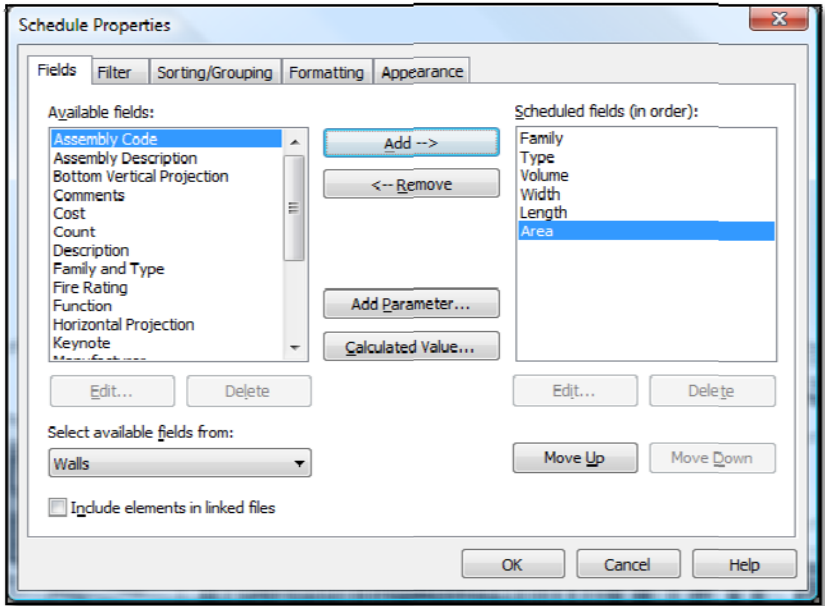 Schedule Properties
Fields Filter Sorting/Grouping Formatting Appearance
Available fields:
Assembly Code
Assembly Description
Bottom Vertical Projection
Comments
Cost
Count
Description
Family and Type
Fire Rating
Function
Horizontal Projection
Keynote
Manufacturer
Edit... Delete
Select available fields from:
Walls
Include elements in linked files
Add -->
<-- Remove
Add Parameter...
Calculated Value...
Scheduled fields (in order):
Family
Type
Volume
Width
Length
Area
Edit... Delete
Move Up Move Down
OK Cancel Help